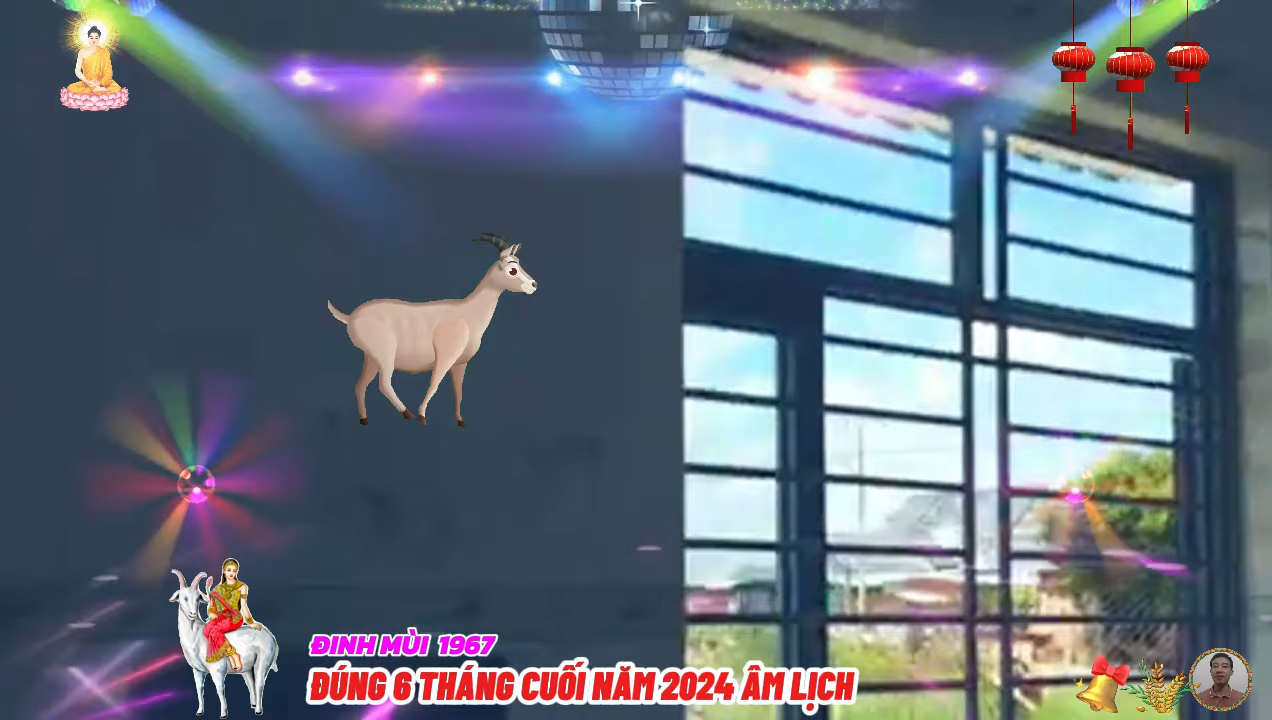 ĐINH MÙI 1967
ĐÚNG 6 THÁNG CUỐI NĂM 2024 ÂM LỊCH